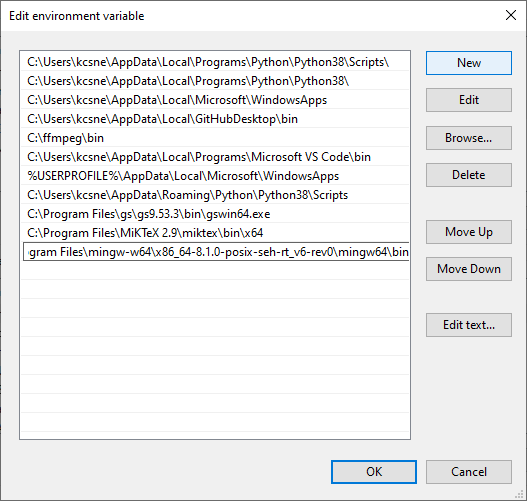 Edit environment variable
C:\Users\kcsne\AppData\Local\Programs\Python\Python38\Scripts\
New
C:\Users\kcsne\AppData\Local\Programs\Python\Python38\
C:\Users\kcsne\AppData\Local\Microsoft\WindowsApps
Edit
C:\Users\kcsne\AppData\Local\GitHubDesktop\bin
C:\ffmpeg\bin
Browse...
C:\Users\kcsne\AppData\Local\Programs\Microsoft VS Code\bin
%USERPROFILE%\AppData\Local\Microsoft\WindowsApps
Delete
C:\Users\kcsne\AppData\Roaming\Python\Python38\Scripts
C:\Program Files\gs\gs9.53.3\bin\gswin64.exe
C:\Program Files\MiKTeX 2.9\miktex\bin\x64
Move Up
gram Files\mingw-w64\x86_64-8.1.0-posix-seh-rt_v6-rev0\mingw64\bin
Move Down
Edit text...
OK
Cancel